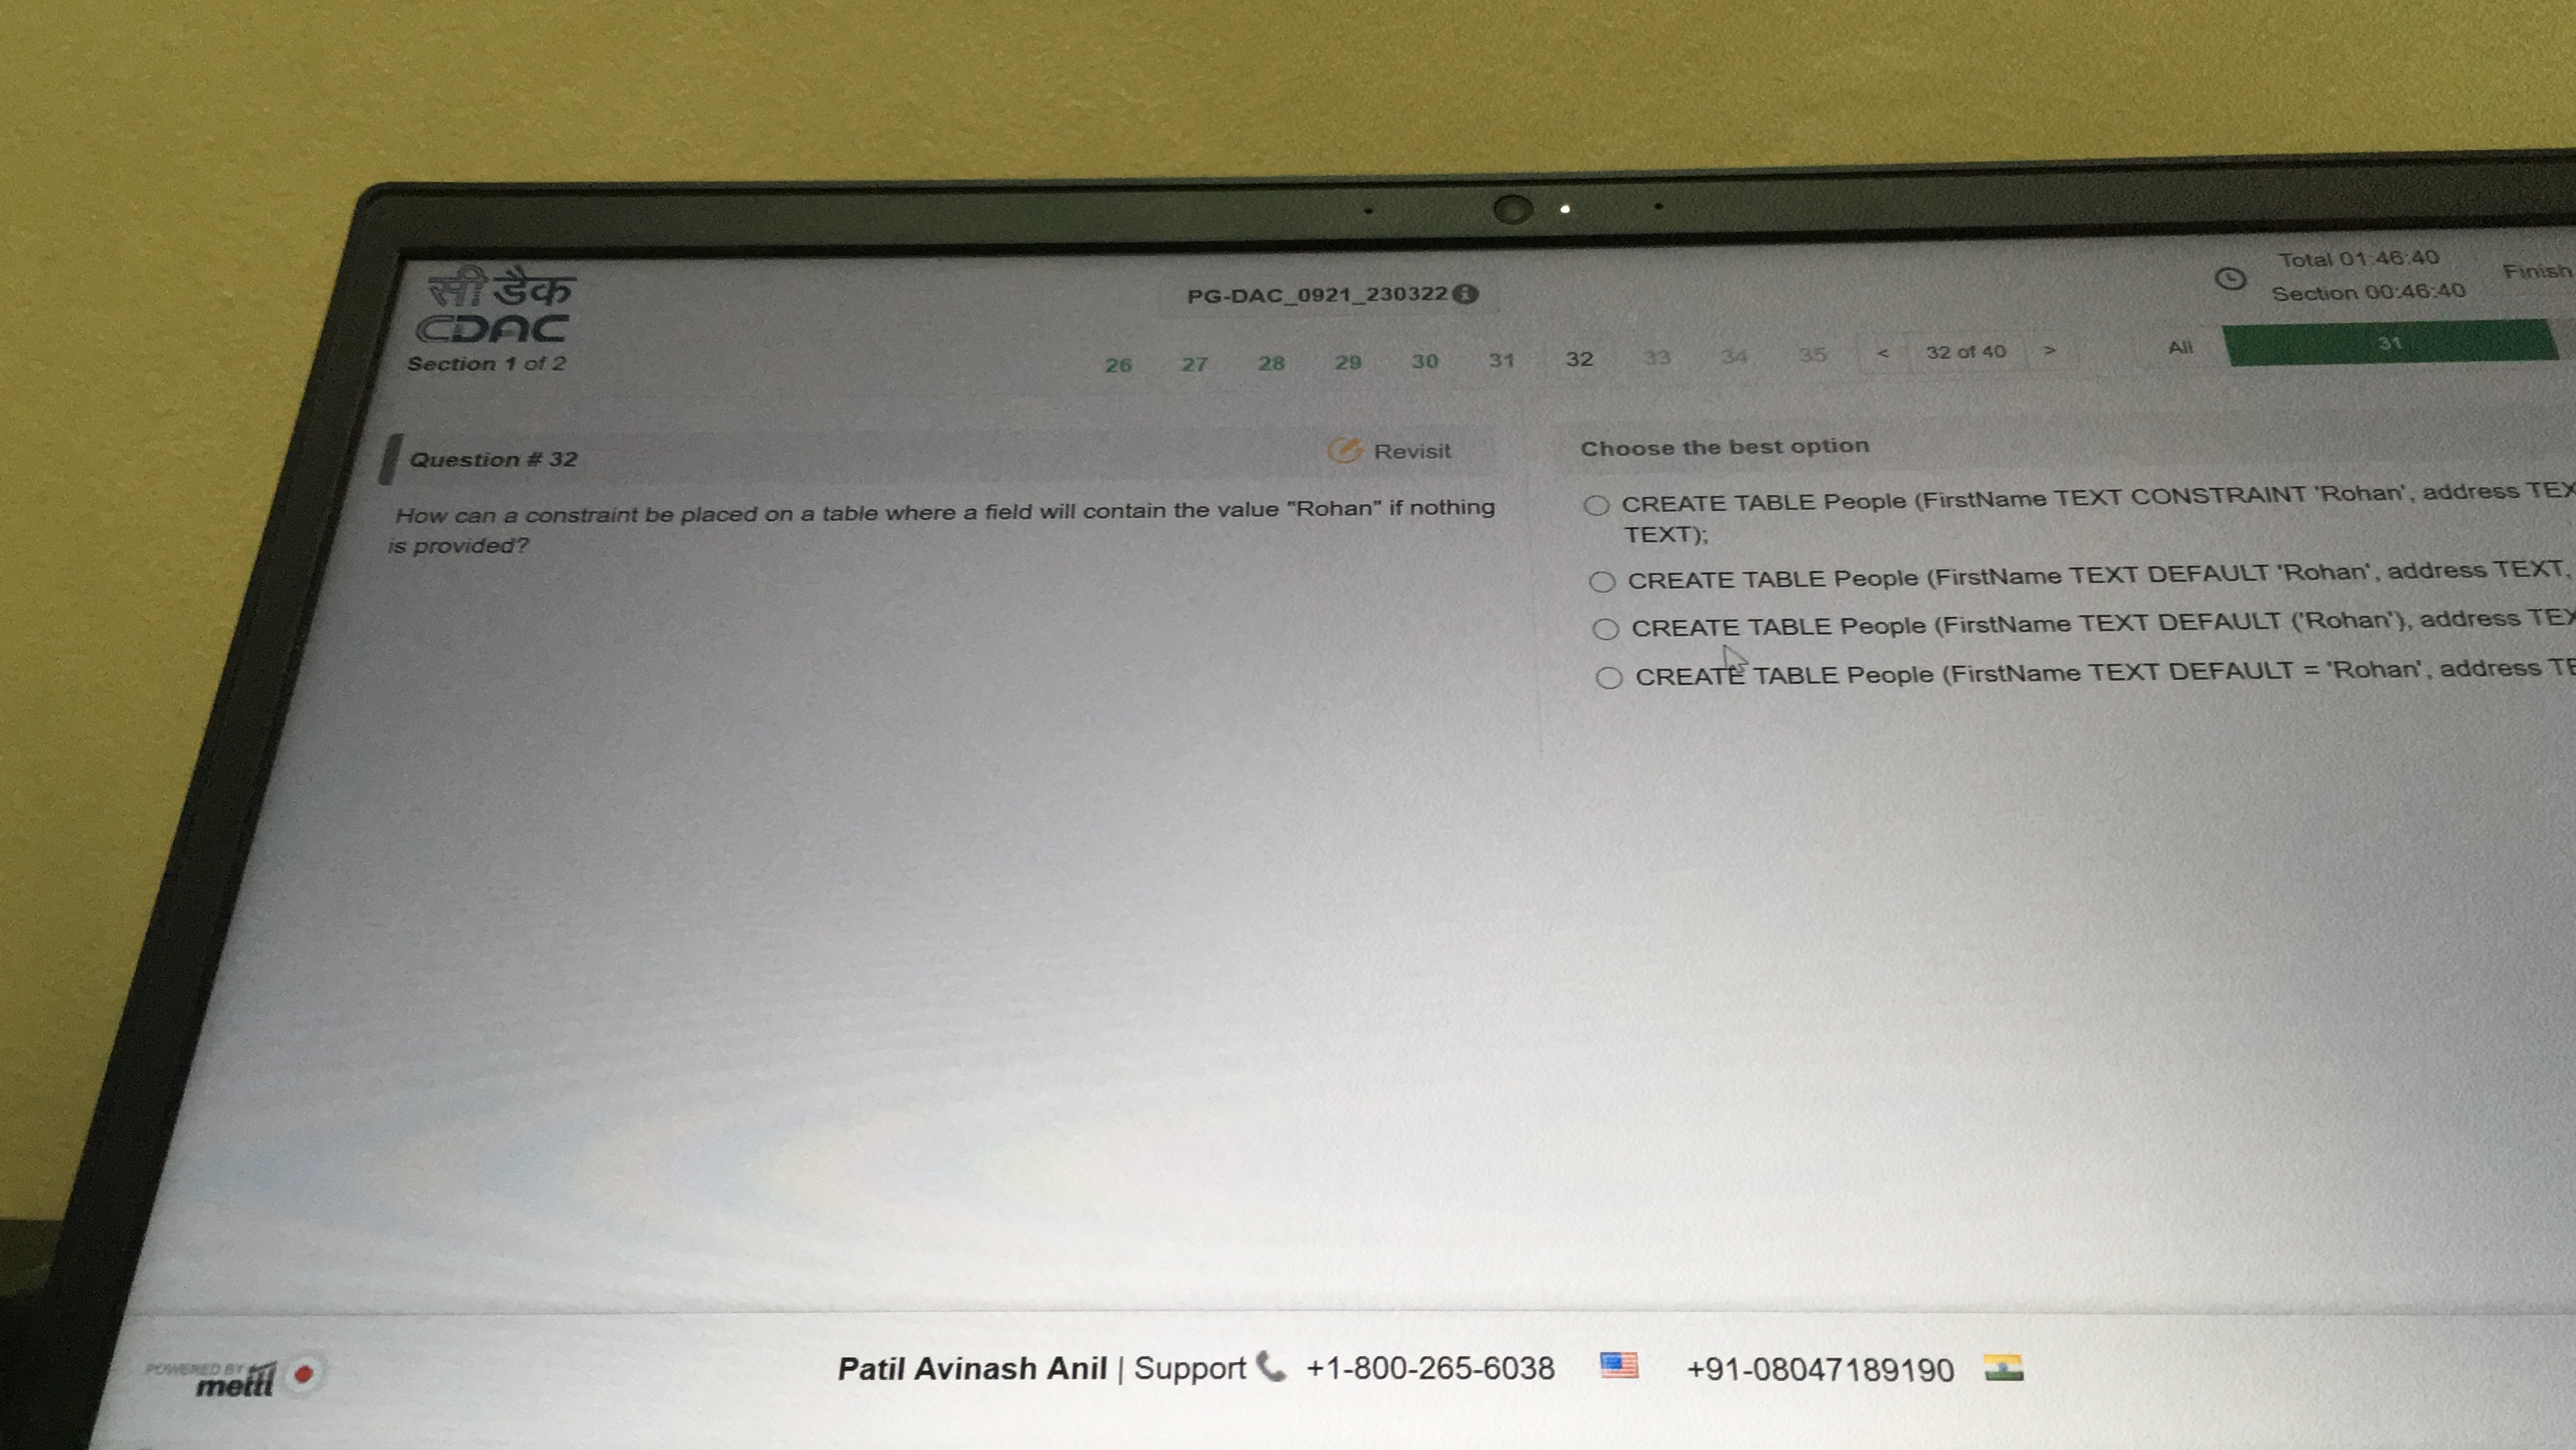 सी डैक
CDAC
Section 1 of 2
PG-DAC_0921_230322
Total 01:46:40
Section 00:46:40
Finish
26 27 28 29 30 31 32 33 34 35 < 32 of 40 > All 31
Question # 32
Revisit
How can a constraint be placed on a table where a field will contain the value "Rohan" if nothing
is provided?
Choose the best option
CREATE TABLE People (FirstName TEXT CONSTRAINT 'Rohan', address TEX
TEXT);
CREATE TABLE People (FirstName TEXT DEFAULT 'Rohan', address TEXT,
CREATE TABLE People (FirstName TEXT DEFAULT ('Rohan'), address TEX
CREATE TABLE People (FirstName TEXT DEFAULT = 'Rohan', address TE
POWERED BY
mettl
Patil Avinash Anil | Support +1-800-265-6038 +91-08047189190